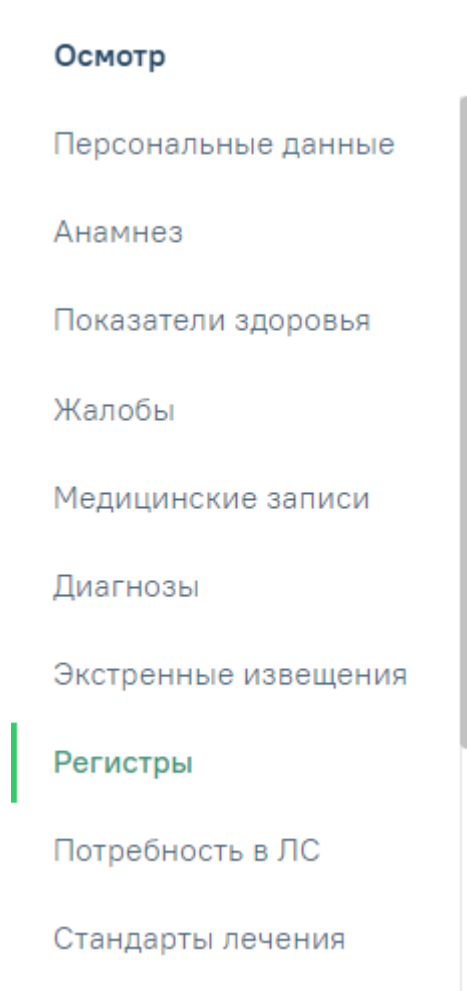 Осмотр
Персональные данные
Анамнез
Показатели здоровья
Жалобы
Медицинские записи
Диагнозы
Экстренные извещения
Регистры
Потребность в ЛС
Стандарты лечения